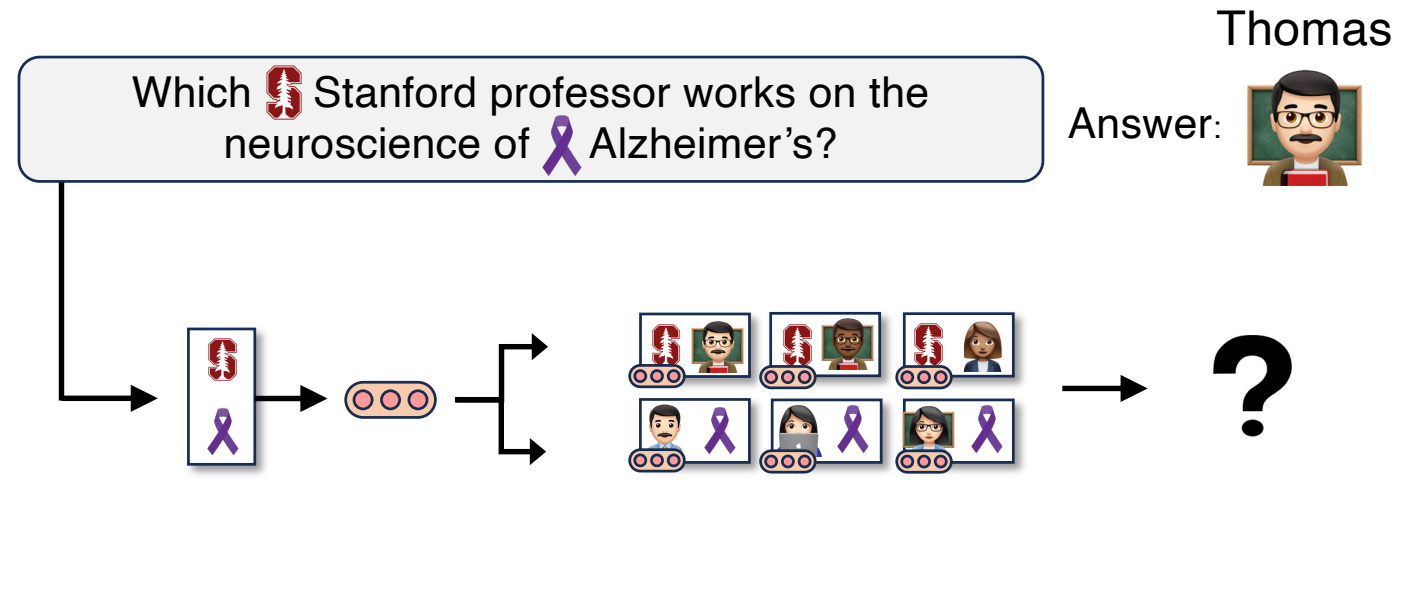 Thomas
Which S Stanford professor works on the
neuroscience of Alzheimer's?
Answer:
?